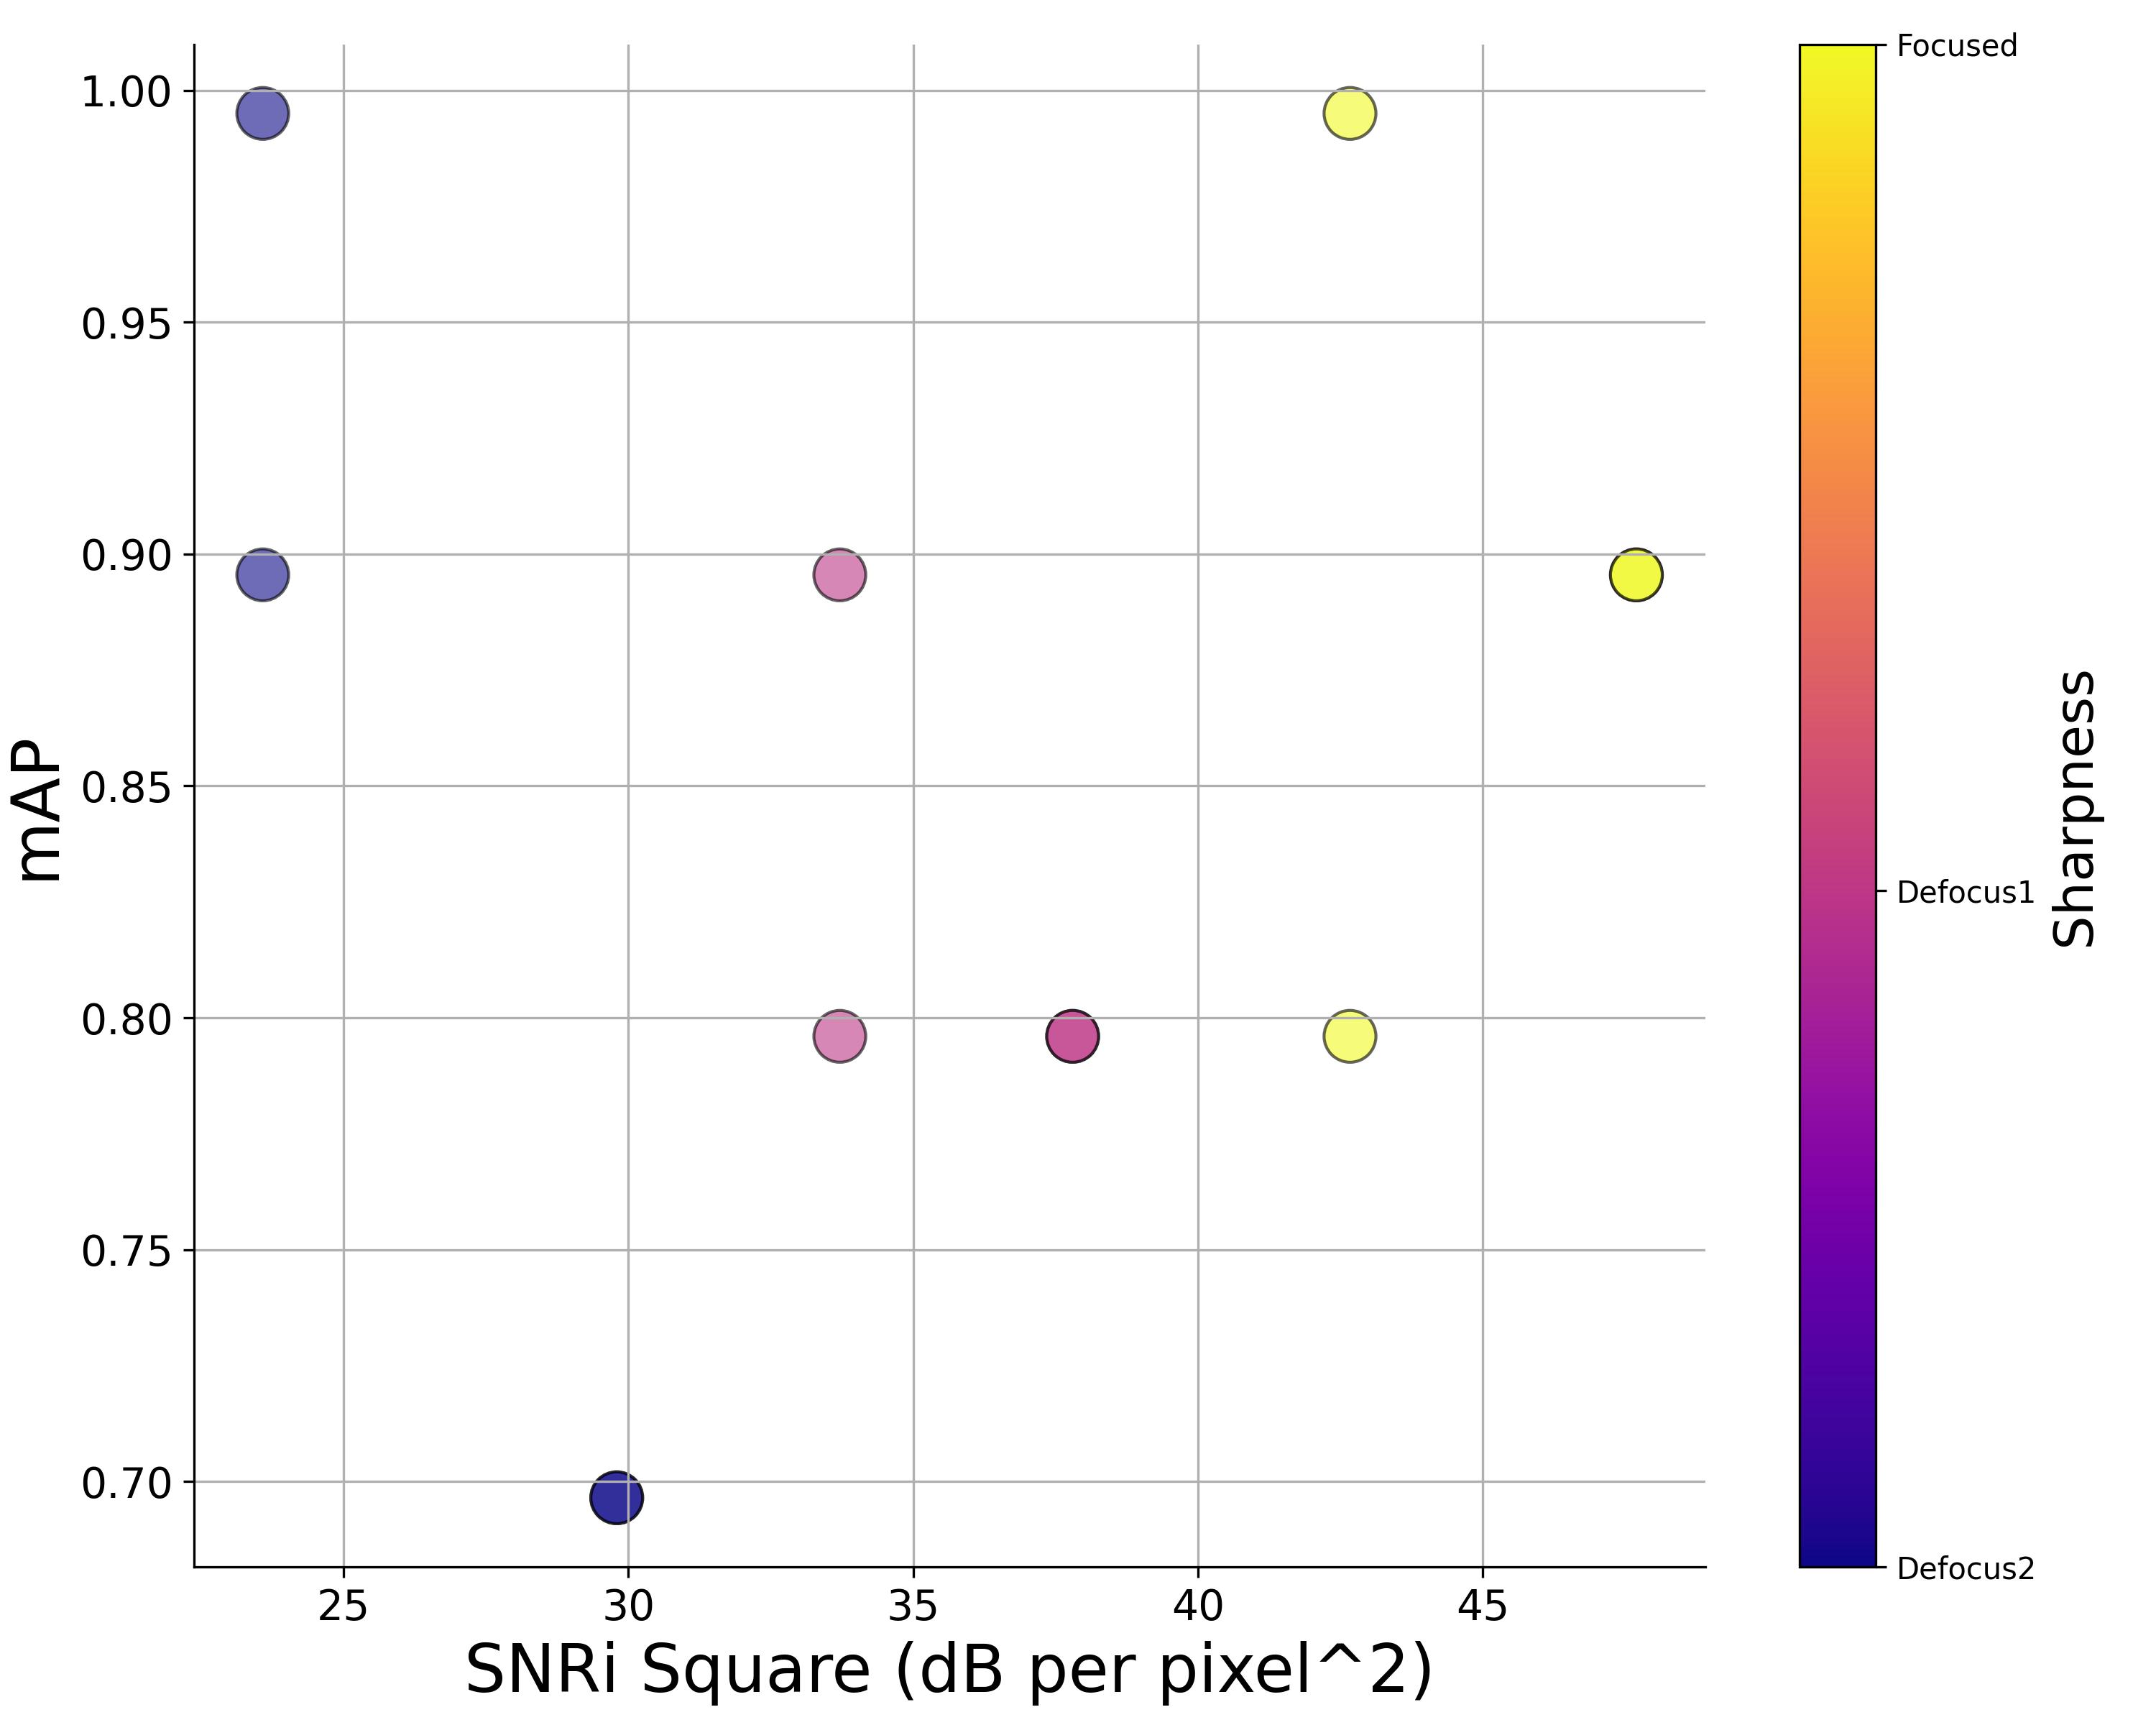 1.00
0.95
0.90
0.85
0.80
0.75
0.70
mAP
25 30 35 40 45
SNRi Square (dB per pixel^2)
Focused
Defocus1
Defocus2
Sharpness